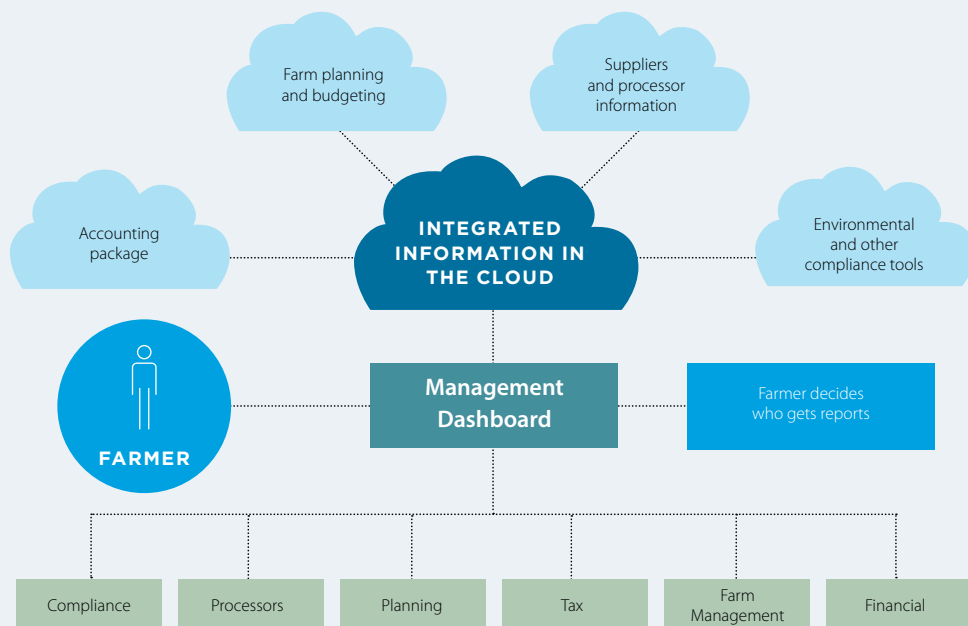 Farm planning
and budgeting
Suppliers
and processor
information
Accounting
package
INTEGRATED
INFORMATION IN
THE CLOUD
Environmental
and other
compliance tools
FARMER
Management
Dashboard
Farmer decides
who gets reports
Compliance
Processors
Planning
Tax
Farm
Management
Financial